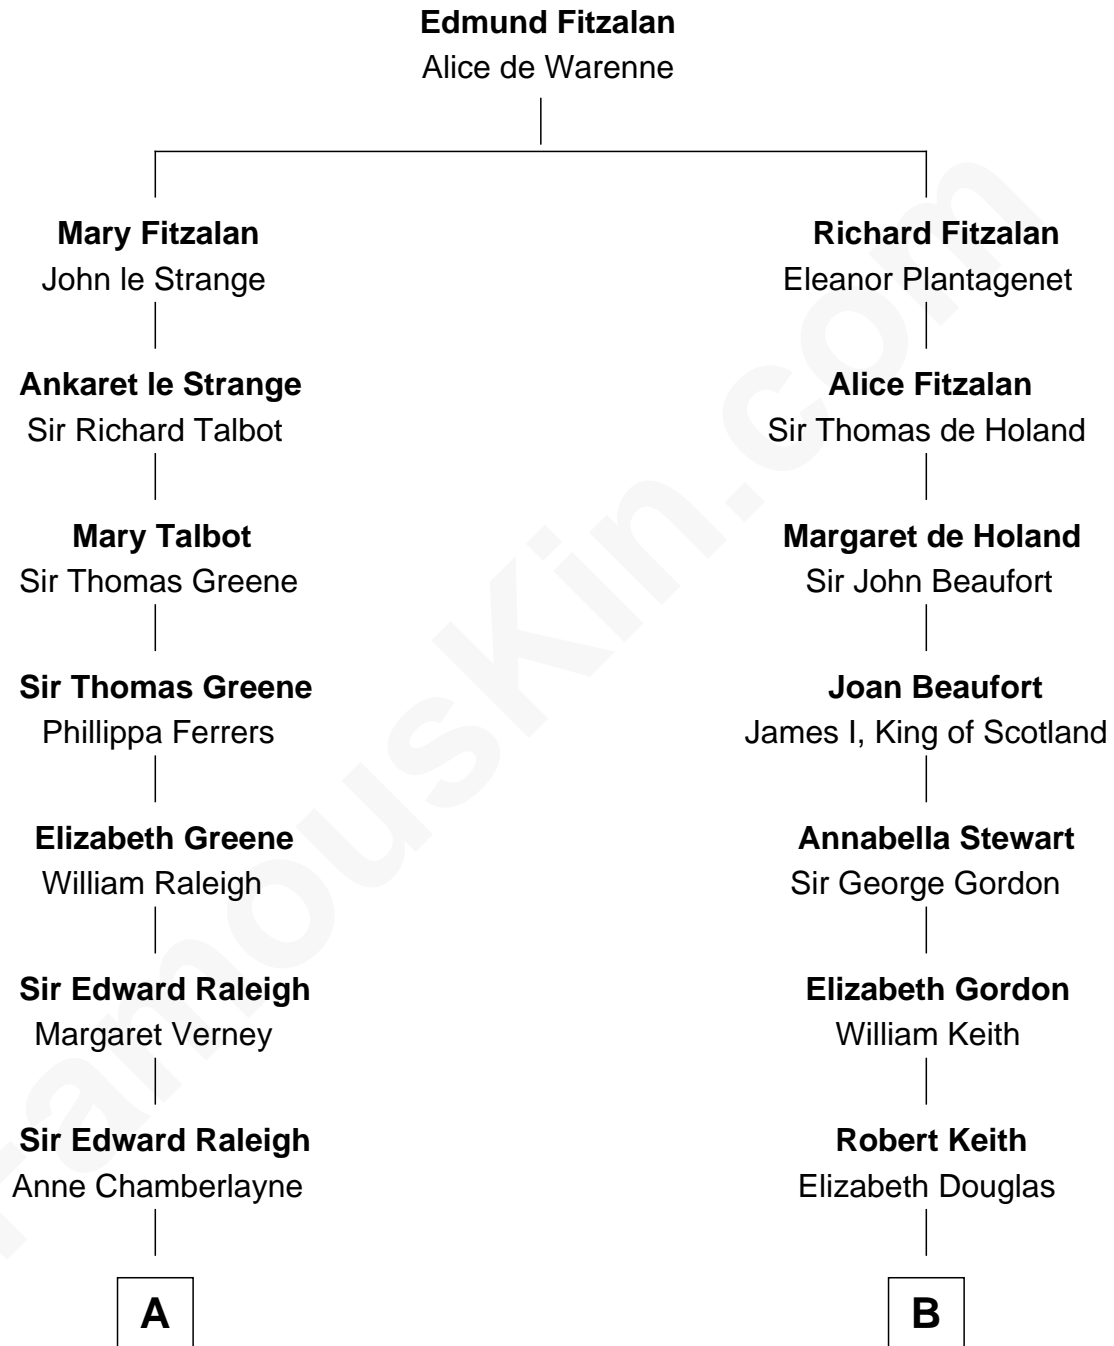 Edmund Fitzalan
Alice de Warenne
Mary Fitzalan
John le Strange
Richard Fitzalan
Eleanor Plantagenet
Ankaret le Strange
Sir Richard Talbot
Alice Fitzalan
Sir Thomas de Holand
Mary Talbot
Sir Thomas Greene
Margaret de Holand
Sir John Beaufort
Sir Thomas Greene
Phillippa Ferrers
Joan Beaufort
James I, King of Scotland
Elizabeth Greene
William Raleigh
Annabella Stewart
Sir George Gordon
Sir Edward Raleigh
Margaret Verney
Elizabeth Gordon
William Keith
Sir Edward Raleigh
Anne Chamberlayne
Robert Keith
Elizabeth Douglas
A
B
FamousKin.com